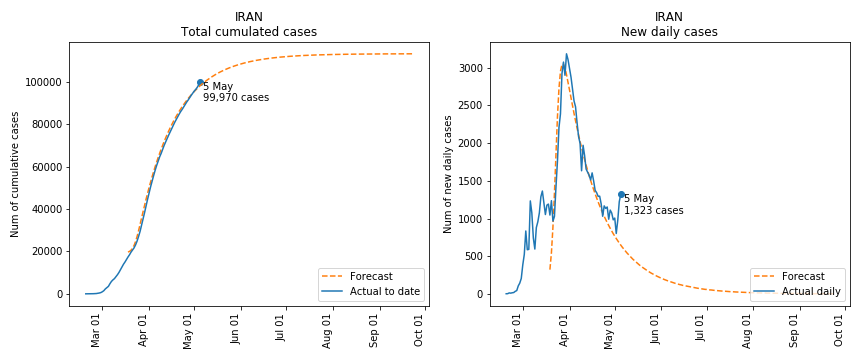 IRAN
Total cumulated cases
Num of cumulative cases
100000
80000
60000
40000
20000
0
5 May
99,970 cases
Forecast
Actual to date
Mar 01
Apr 01
May 01
Jun 01
Jul 01
Aug 01
Sep 01
Oct 01
IRAN
New daily cases
Num of new daily cases
3000
2500
2000
1500
1000
500
0
5 May
1,323 cases
Forecast
Actual daily
Mar 01
Apr 01
May 01
Jun 01
Jul 01
Aug 01
Sep 01
Oct 01